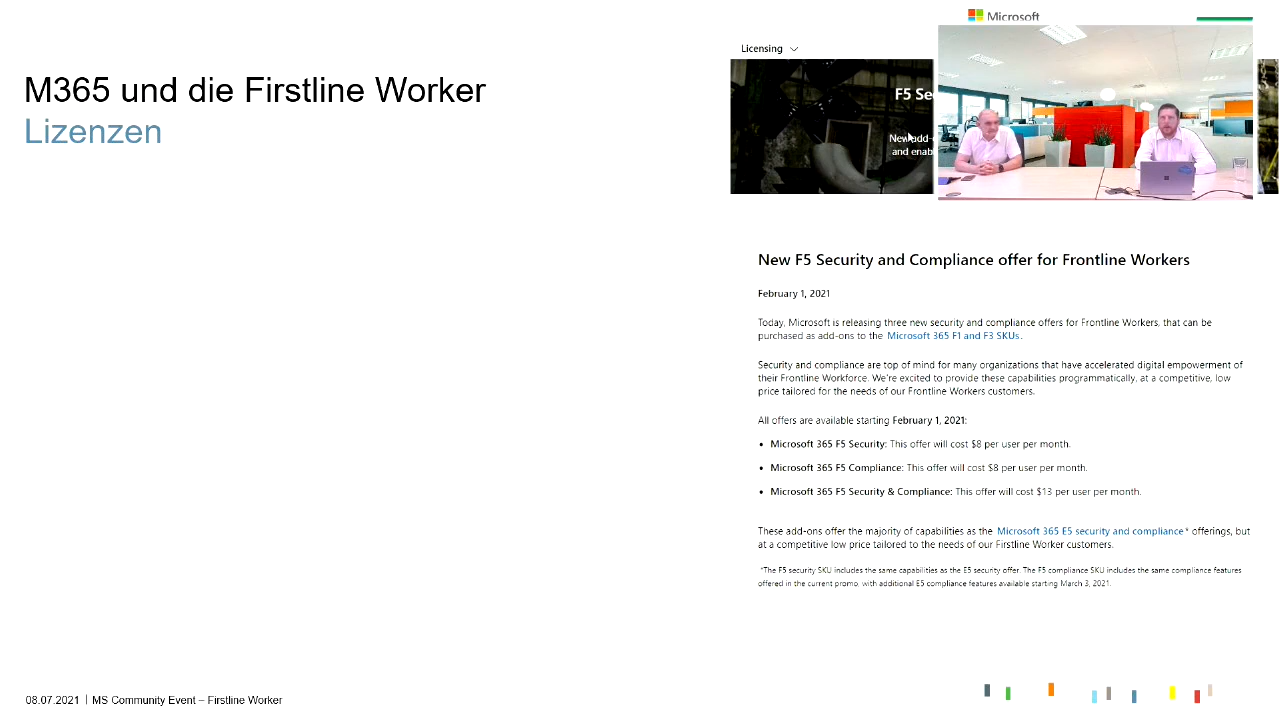 M365 und die Firstline Worker
Lizenzen
Microsoft
Licensing
F5 Se
New add-
and enab
New F5 Security and Compliance offer for Frontline Workers
February 1, 2021
Today, Microsoft is releasing three new security and compliance offers for Frontline Workers, that can be
purchased as add-ons to the Microsoft 365 F1 and F3 SKUs.
Security and compliance are top of mind for many organizations that have accelerated digital empowerment of
their Frontline Workforce. We're excited to provide these capabilities programmatically, at a competitive, low
price tailored for the needs of our Frontline Workers customers.
All offers are available starting February 1, 2021:
• Microsoft 365 F5 Security: This offer will cost $8 per user per month.
• Microsoft 365 F5 Compliance: This offer will cost $8 per user per month.
• Microsoft 365 F5 Security & Compliance: This offer will cost $13 per user per month.
These add-ons offer the majority of capabilities as the Microsoft 365 E5 security and compliance* offerings, but
at a competitive low price tailored to the needs of our Firstline Worker customers.
*The F5 security SKU includes the same capabilities as the E5 security offer. The F5 compliance SKU includes the same compliance features
offered in the current promo, with additional E5 compliance features available starting March 3, 2021.
08.07.2021 | MS Community Event – Firstline Worker